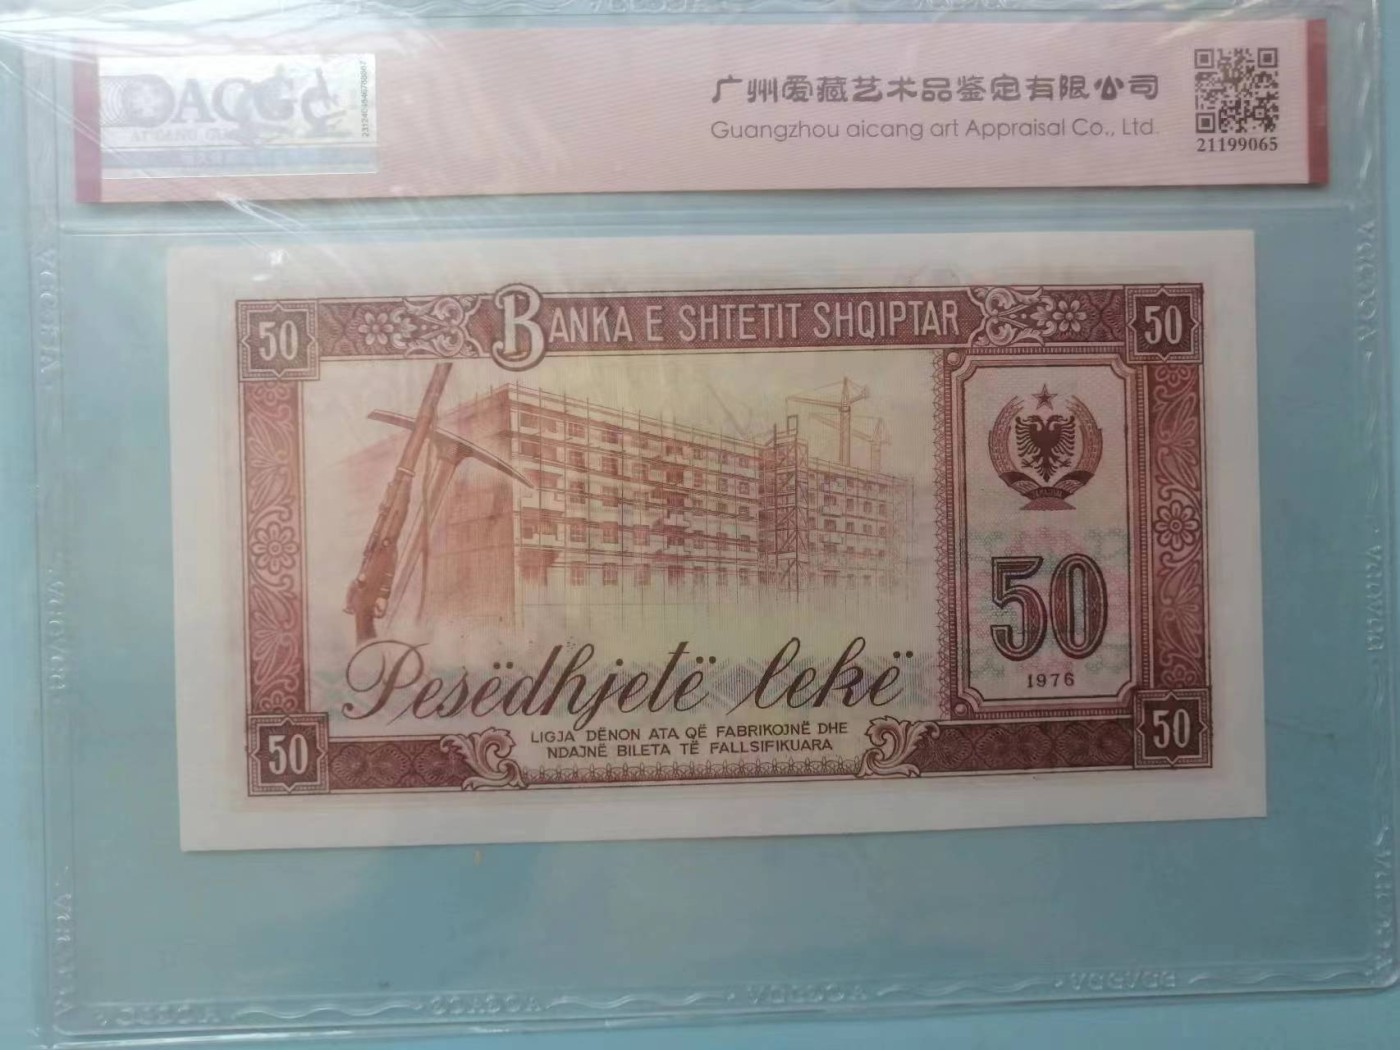 广州爱藏艺术品鉴定有限公司
Guangzhou aicang art Appraisal Co., Ltd.
21199065
BANKA E SHTETIT SHQIPTAR
50
50
50
1976
Pesëdhjetë lekë
LIGJA DËNON ATA QË FABRIKOJNË DHE
NDAJNË BILETA TË FALLSIFIKUARA
50
50